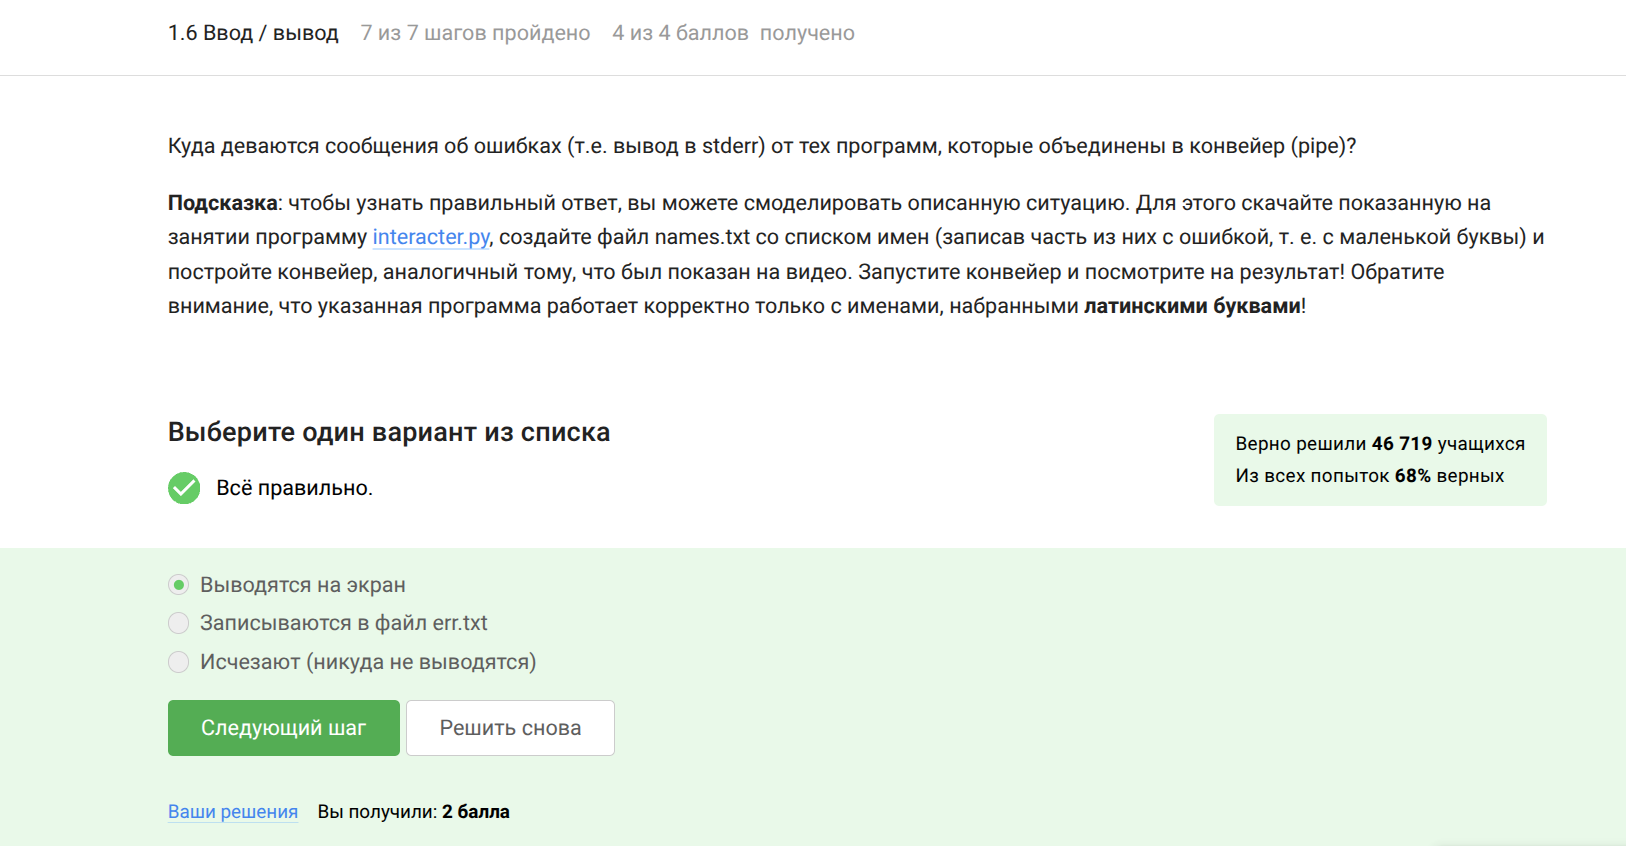 1.6 Ввод / вывод 7 из 7 шагов пройдено 4 из 4 баллов получено
Куда деваются сообщения об ошибках (т.е. вывод в stderr) от тех программ, которые объединены в конвейер (pipe)?
Подсказка: чтобы узнать правильный ответ, вы можете смоделировать описанную ситуацию. Для этого скачайте показанную на
занятии программу interacter.py, создайте файл names.txt со списком имен (записав часть из них с ошибкой, т. е. с маленькой буквы) и
постройте конвейер, аналогичный тому, что был показан на видео. Запустите конвейер и посмотрите на результат! Обратите
внимание, что указанная программа работает корректно только с именами, набранными латинскими буквами!
Выберите один вариант из списка
Всё правильно.
Верно решили 46 719 учащихся
Из всех попыток 68% верных
Выводятся на экран
Записываются в файл err.txt
Исчезают (никуда не выводятся)
Следующий шаг Решить снова
Ваши решения Вы получили: 2 балла